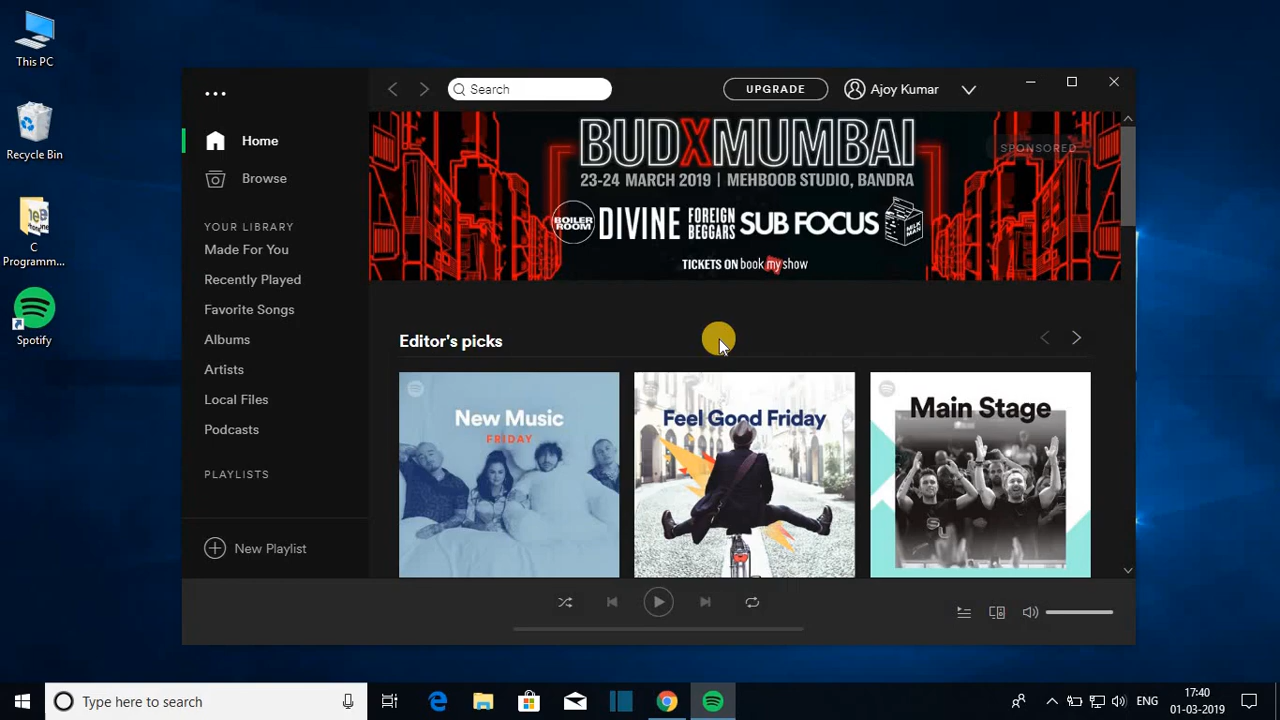 This PC
Recycle Bin
C
Programm...
Spotify
Search
UPGRADE
Ajoy Kumar
Home
Browse
YOUR LIBRARY
Made For You
Recently Played
Favorite Songs
Albums
Artists
Local Files
Podcasts
PLAYLISTS
New Playlist
BUDXMUMBAI
SPONSORED
23-24 MARCH 2019 | MEHBOOB STUDIO, BANDRA
BOILER ROOM DIVINE FOREIGN BEGGARS SUB FOCUS
TICKETS ON book my show
Editor's picks
New Music
FRIDAY
Feel Good Friday
Main Stage
Type here to search
ENG
17:40
01-03-2019